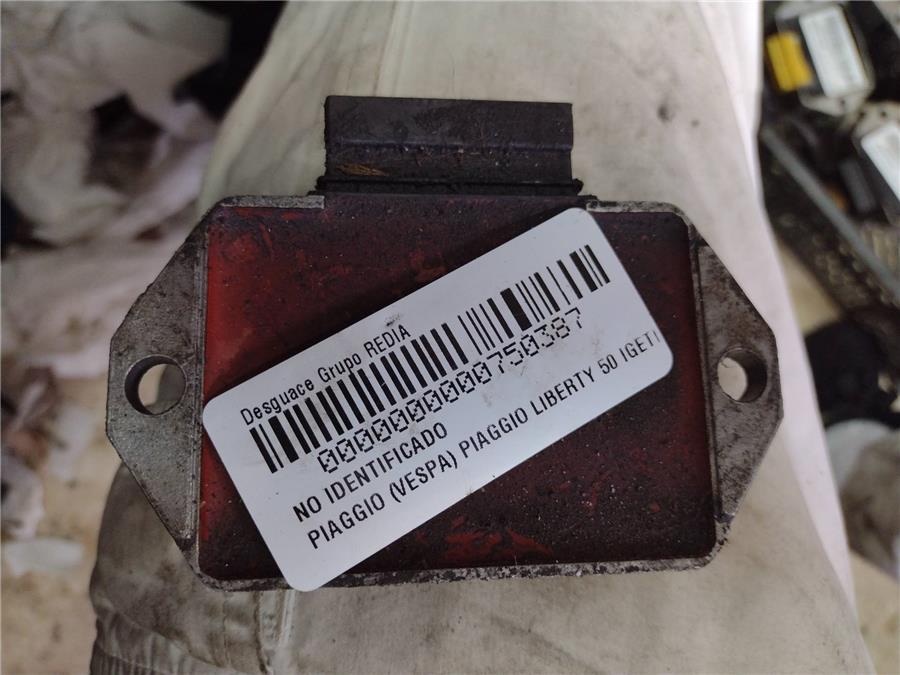 Desguace Grupo REDIA
0000000000750387
NO IDENTIFICADO
PIAGGIO (VESPA) PIAGGIO LIBERTY 50 IGET